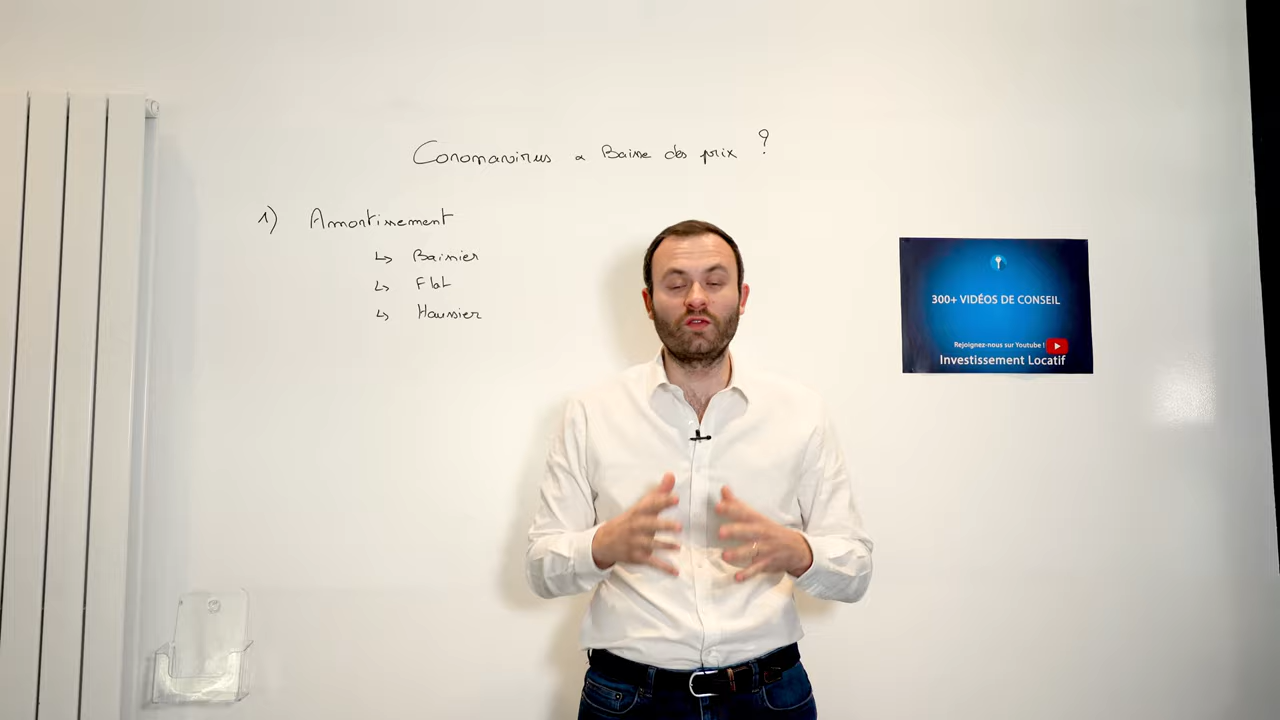 Coronavirus & Baisse des prix ?
1) Amortissement
↳ Baissier
↳ Flat
↳ Haussier
300+ VIDÉOS DE CONSEIL
Rejoignez-nous sur Youtube !
Investissement Locatif